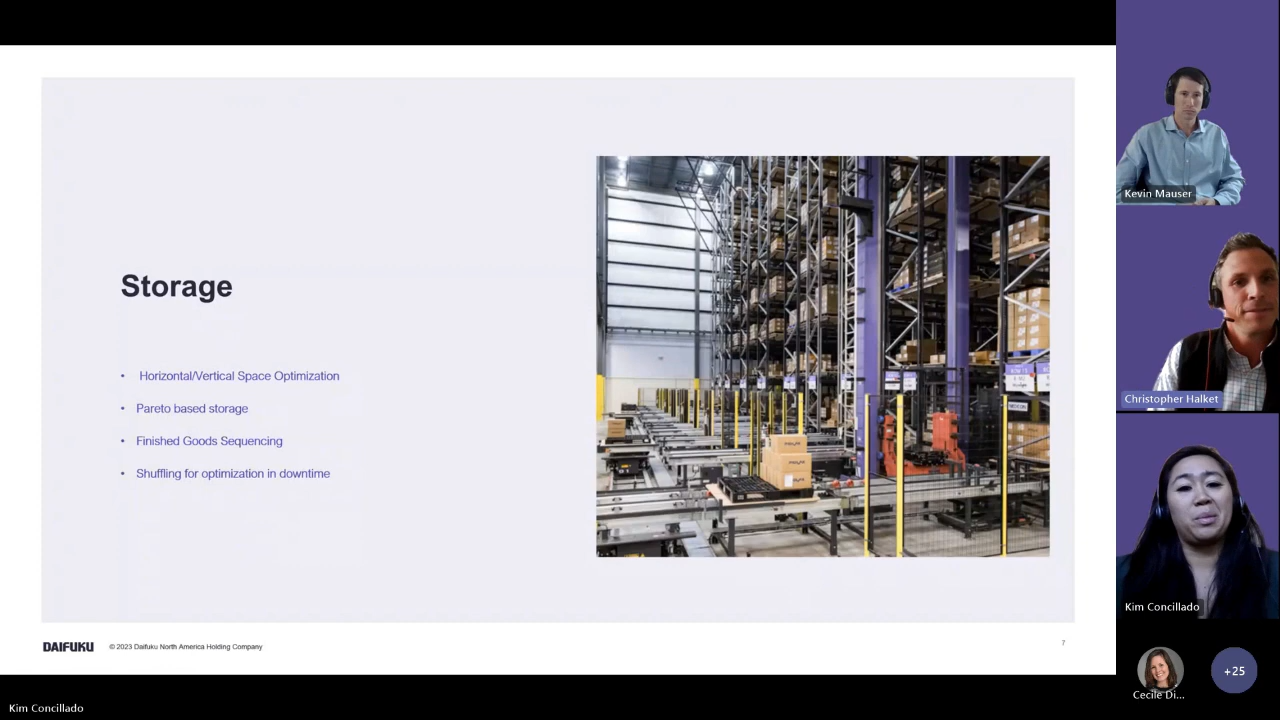 Storage
• Horizontal/Vertical Space Optimization
• Pareto based storage
• Finished Goods Sequencing
• Shuffling for optimization in downtime
DAIFUKU
© 2023 Daifuku North America Holding Company
7
Kevin Mauser
Christopher Halket
Kim Concillado
Cecile Di...
+25
Kim Concillado